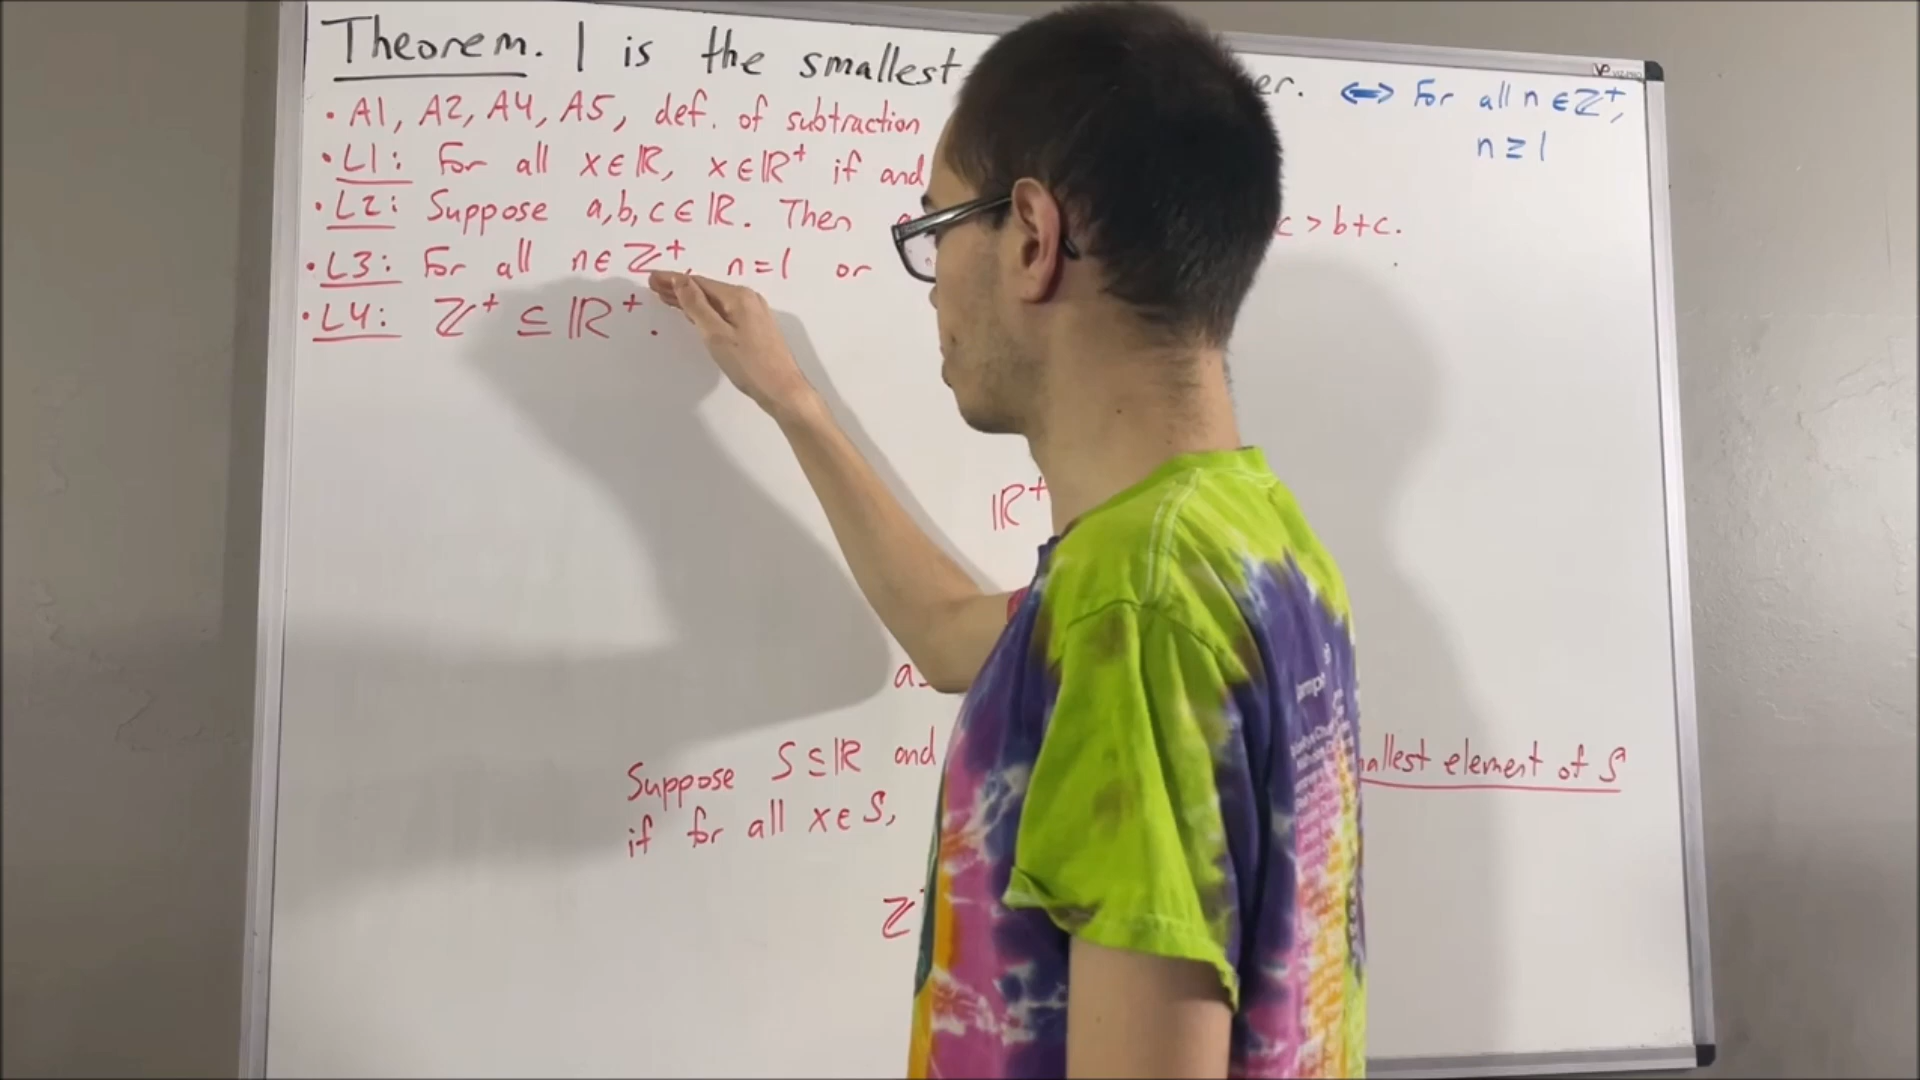 Theorem. 1 is the smallest er. ⟺ For all n ∈ ℤ⁺,
n ≥ 1
• A1, A2, A4, A5, def. of subtraction
• L1: For all x ∈ ℝ, x ∈ ℝ⁺ if and
• L2: Suppose a, b, c ∈ ℝ. Then c > b + c.
• L3: For all n ∈ ℤ⁺, n = 1 or
• L4: ℤ⁺ ⊆ ℝ⁺.
ℝ⁺
Suppose S ⊆ ℝ and allest element of S
if for all x ∈ S,
ℤ